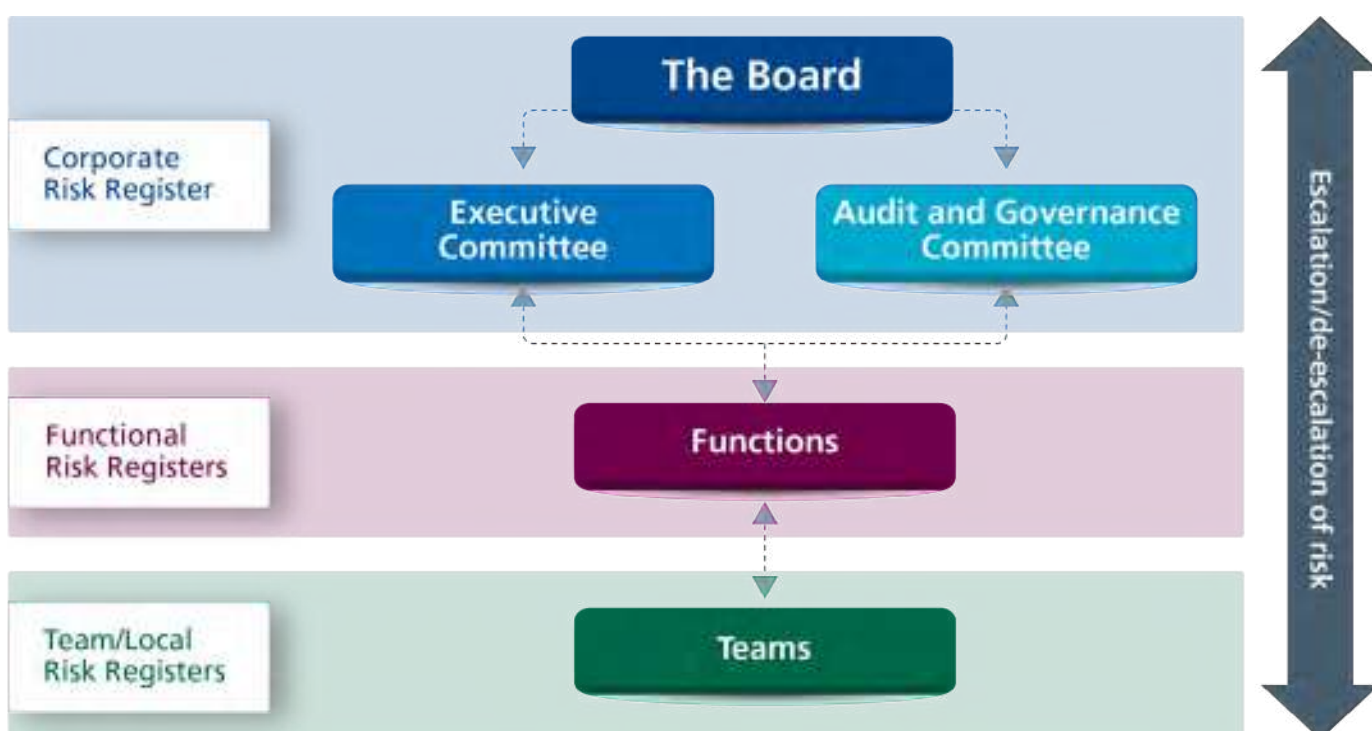 The Board
Corporate
Risk Register
Executive
Committee
Audit and Governance
Committee
Functional
Risk Registers
Functions
Team/Local
Risk Registers
Teams
Escalation/de-escalation of risk